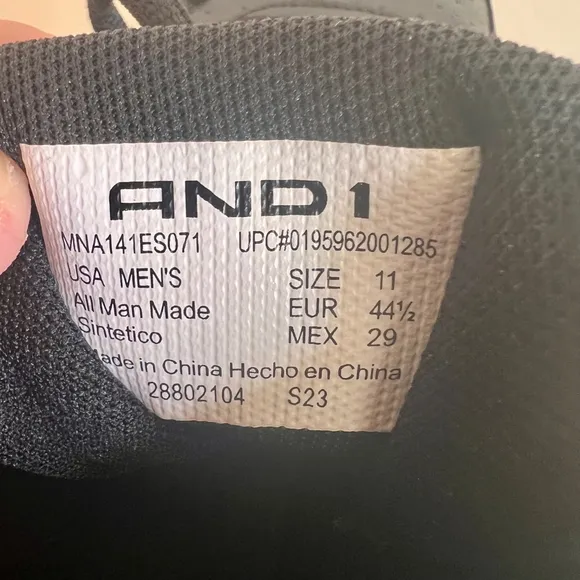 AND1
MNA141ES071 UPC#0195962001285
USA MEN'S SIZE 11
All Man Made EUR 44½
Sintetico MEX 29
Made in China Hecho en China
28802104 S23